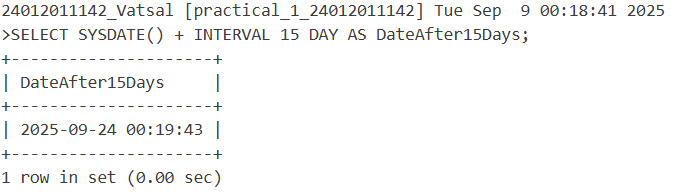 24012011142_Vatsal [practical_1_24012011142] Tue Sep  9 00:18:41 2025
>SELECT SYSDATE() + INTERVAL 15 DAY AS DateAfter15Days;
+---------------------+
| DateAfter15Days     |
+---------------------+
| 2025-09-24 00:19:43 |
+---------------------+
1 row in set (0.00 sec)